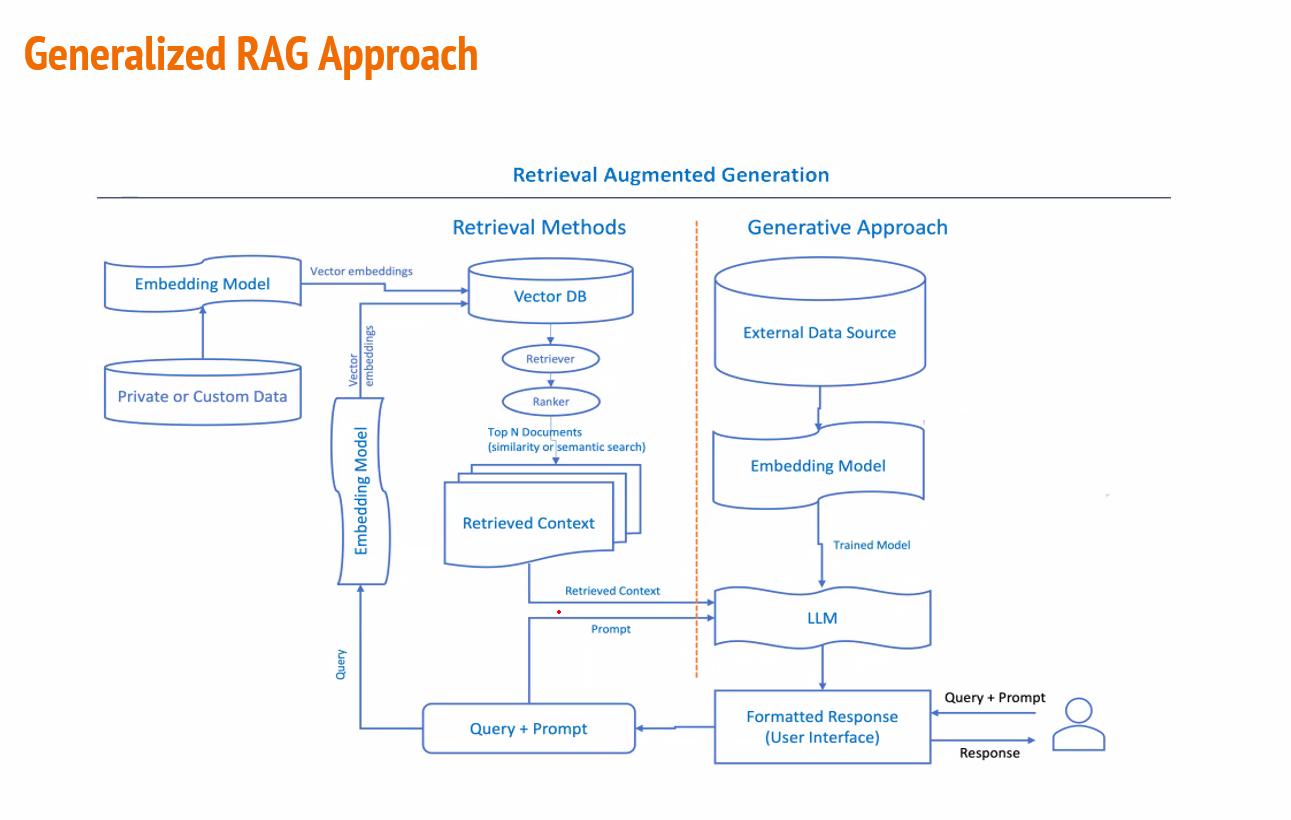 Generalized RAG Approach
Retrieval Augmented Generation
Retrieval Methods
Generative Approach
Embedding Model
Vector embeddings
Vector DB
External Data Source
Private or Custom Data
Vector
embeddings
Retriever
Ranker
Top N Documents
(similarity or semantic search)
Embedding Model
Retrieved Context
Embedding Model
Trained Model
Retrieved Context
Prompt
LLM
Query
Query + Prompt
Formatted Response
(User Interface)
Query + Prompt
Response